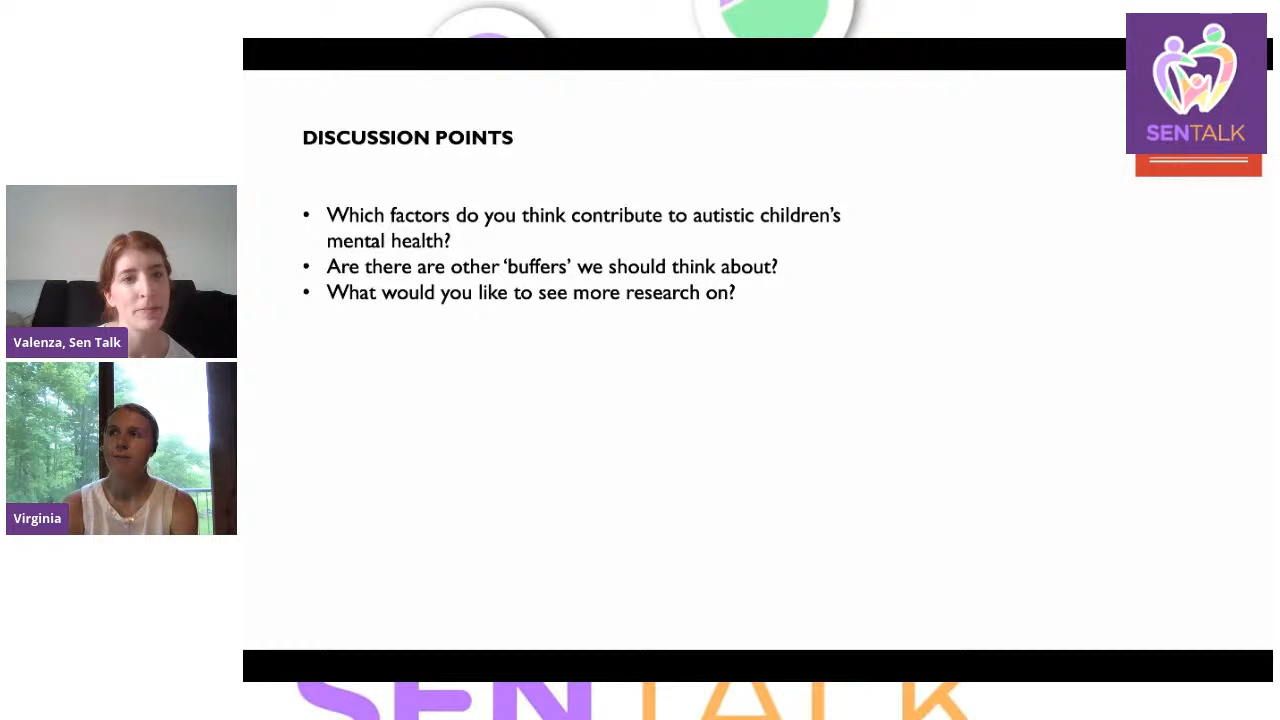 SENTALK
DISCUSSION POINTS
• Which factors do you think contribute to autistic children’s
mental health?
• Are there are other ‘buffers’ we should think about?
• What would you like to see more research on?
Valenza, Sen Talk
Virginia
SENTALK